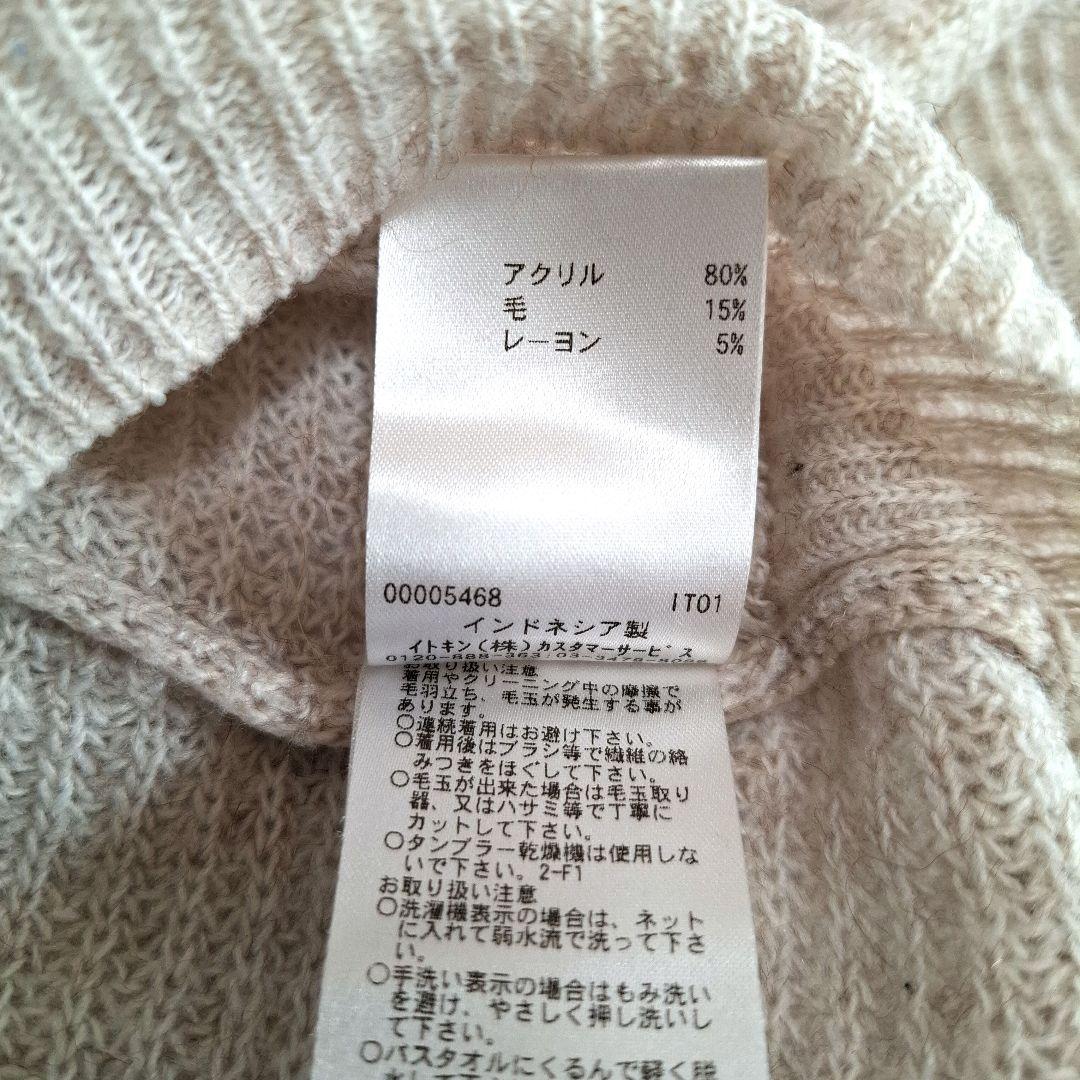 アクリル 80%
毛 15%
レーヨン 5%
00005468 IT01
インドネシア製
イトキン(株)カスタマーサービス
お取り扱い注意
着用やクリーニング中の摩擦で
毛羽立ち、毛玉が発生する事が
あります。
○連続着用はお避け下さい。
○着用後はブラシ等で繊維の絡
みつきをほぐして下さい。
○毛玉が出来た場合は毛玉取り
器、又はハサミ等で丁寧に
カットして下さい。
○タンブラー乾燥機は使用しな
いで下さい。2-F1
お取り扱い注意
○洗濯機表示の場合は、ネット
に入れて弱水流で洗って下さ
い。
○手洗い表示の場合はもみ洗い
を避け、やさしく押し洗いし
て下さい。
○バスタオルにくるんで軽く脱